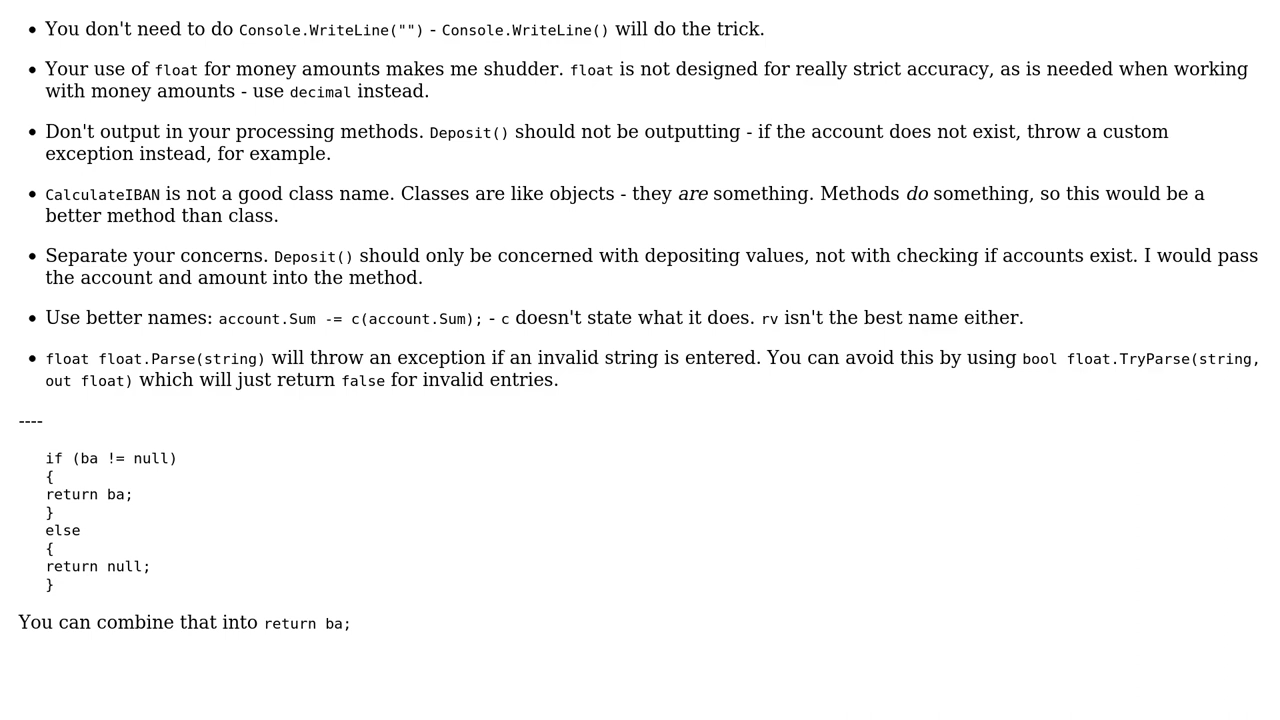 • You don't need to do Console.WriteLine("") - Console.WriteLine() will do the trick.
• Your use of float for money amounts makes me shudder. float is not designed for really strict accuracy, as is needed when working
with money amounts - use decimal instead.
• Don't output in your processing methods. Deposit() should not be outputting - if the account does not exist, throw a custom
exception instead, for example.
• CalculateIBAN is not a good class name. Classes are like objects - they are something. Methods do something, so this would be a
better method than class.
• Separate your concerns. Deposit() should only be concerned with depositing values, not with checking if accounts exist. I would pass
the account and amount into the method.
• Use better names: account.Sum -= c(account.Sum); - c doesn't state what it does. rv isn't the best name either.
• float float.Parse(string) will throw an exception if an invalid string is entered. You can avoid this by using bool float.TryParse(string,
out float) which will just return false for invalid entries.
----
if (ba != null)
{
return ba;
}
else
{
return null;
}
You can combine that into return ba;